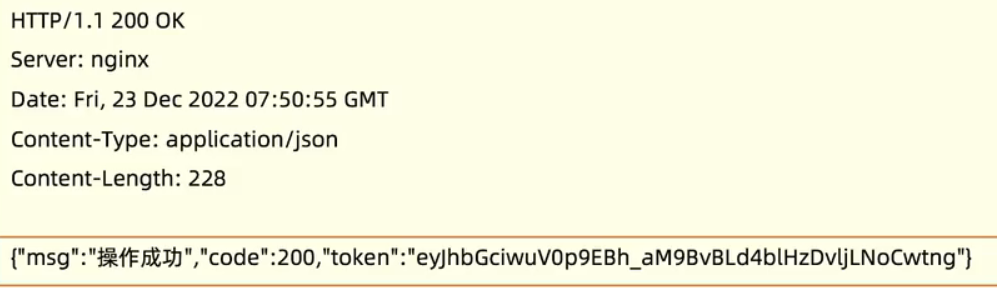 HTTP/1.1 200 OK
Server: nginx
Date: Fri, 23 Dec 2022 07:50:55 GMT
Content-Type: application/json
Content-Length: 228
{"msg":"操作成功","code":200,"token":"eyJhbGciwuV0p9EBh_aM9BvBLd4blHzDvljLNoCwtng"}